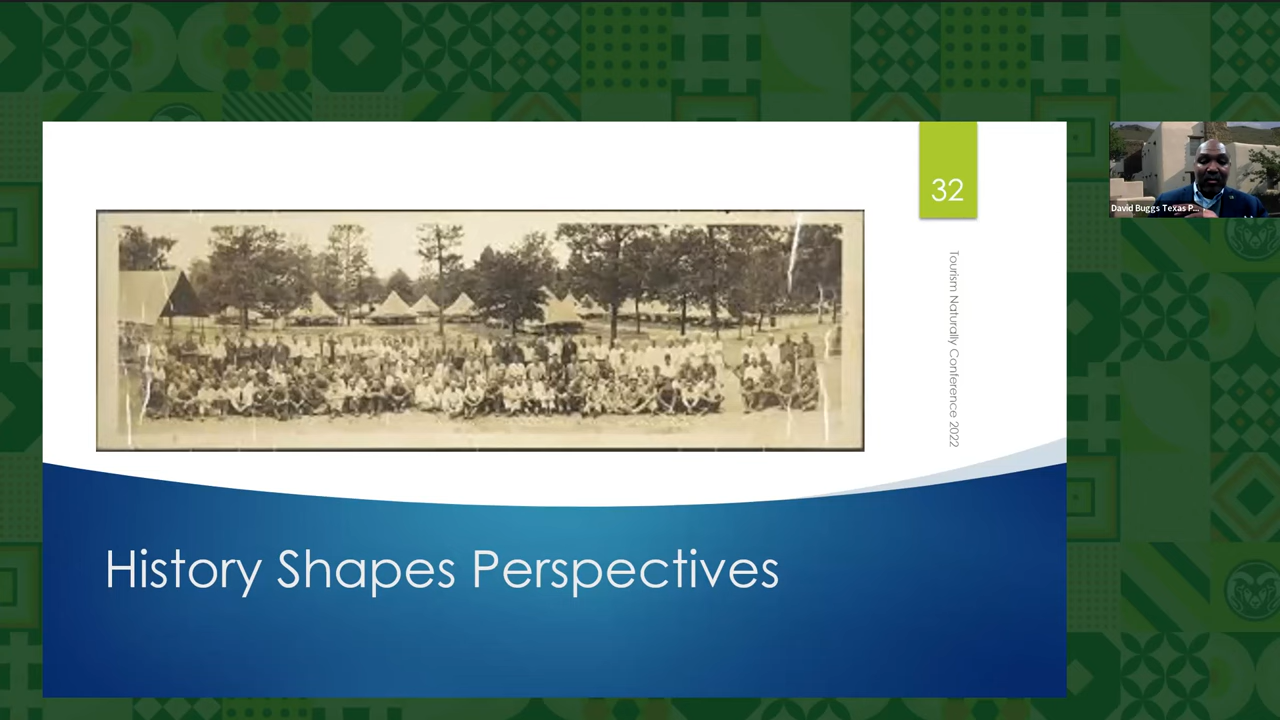 32
Tourism Naturally Conference 2022
History Shapes Perspectives
David Buggs Texas P...